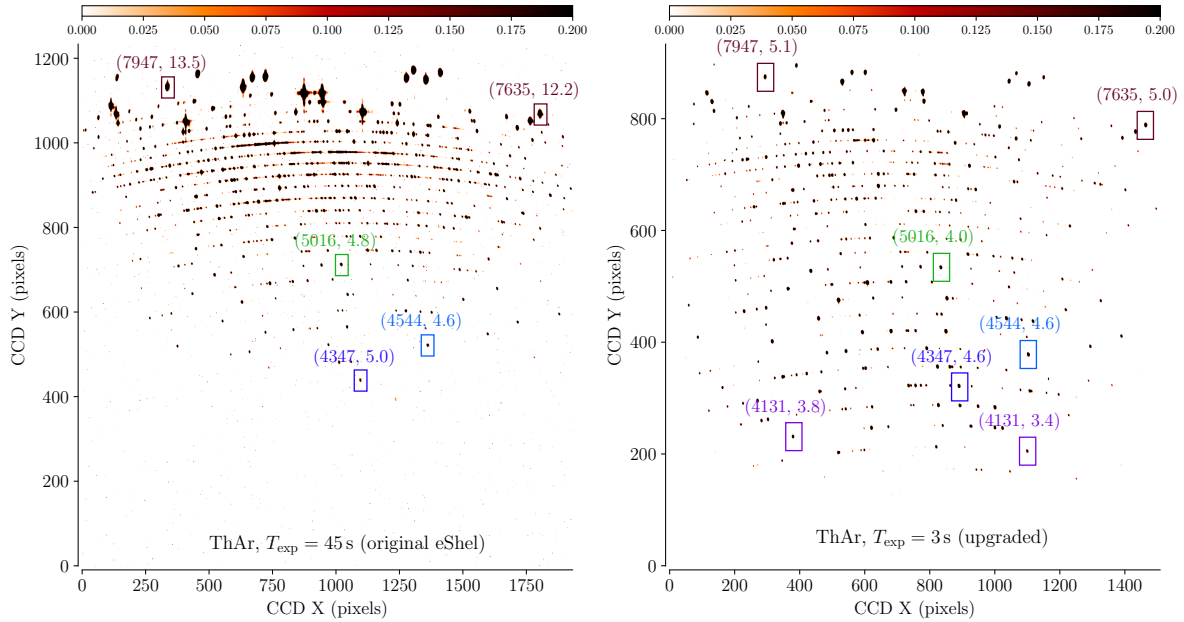 0.000 0.025 0.050 0.075 0.100 0.125 0.150 0.175 0.200
(7947, 13.5)
(7635, 12.2)
(5016, 4.8)
(4544, 4.6)
(4347, 5.0)
ThAr, T_exp = 45 s (original eShel)
1200
1000
800
600
400
200
0
CCD Y (pixels)
0 250 500 750 1000 1250 1500 1750
CCD X (pixels)
0.000 0.025 0.050 0.075 0.100 0.125 0.150 0.175 0.200
(7947, 5.1)
(7635, 5.0)
(5016, 4.0)
(4544, 4.6)
(4347, 4.6)
(4131, 3.8)
(4131, 3.4)
ThAr, T_exp = 3 s (upgraded)
800
600
400
200
0
CCD Y (pixels)
0 200 400 600 800 1000 1200 1400
CCD X (pixels)